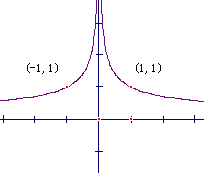 (-1, 1)
(1, 1)